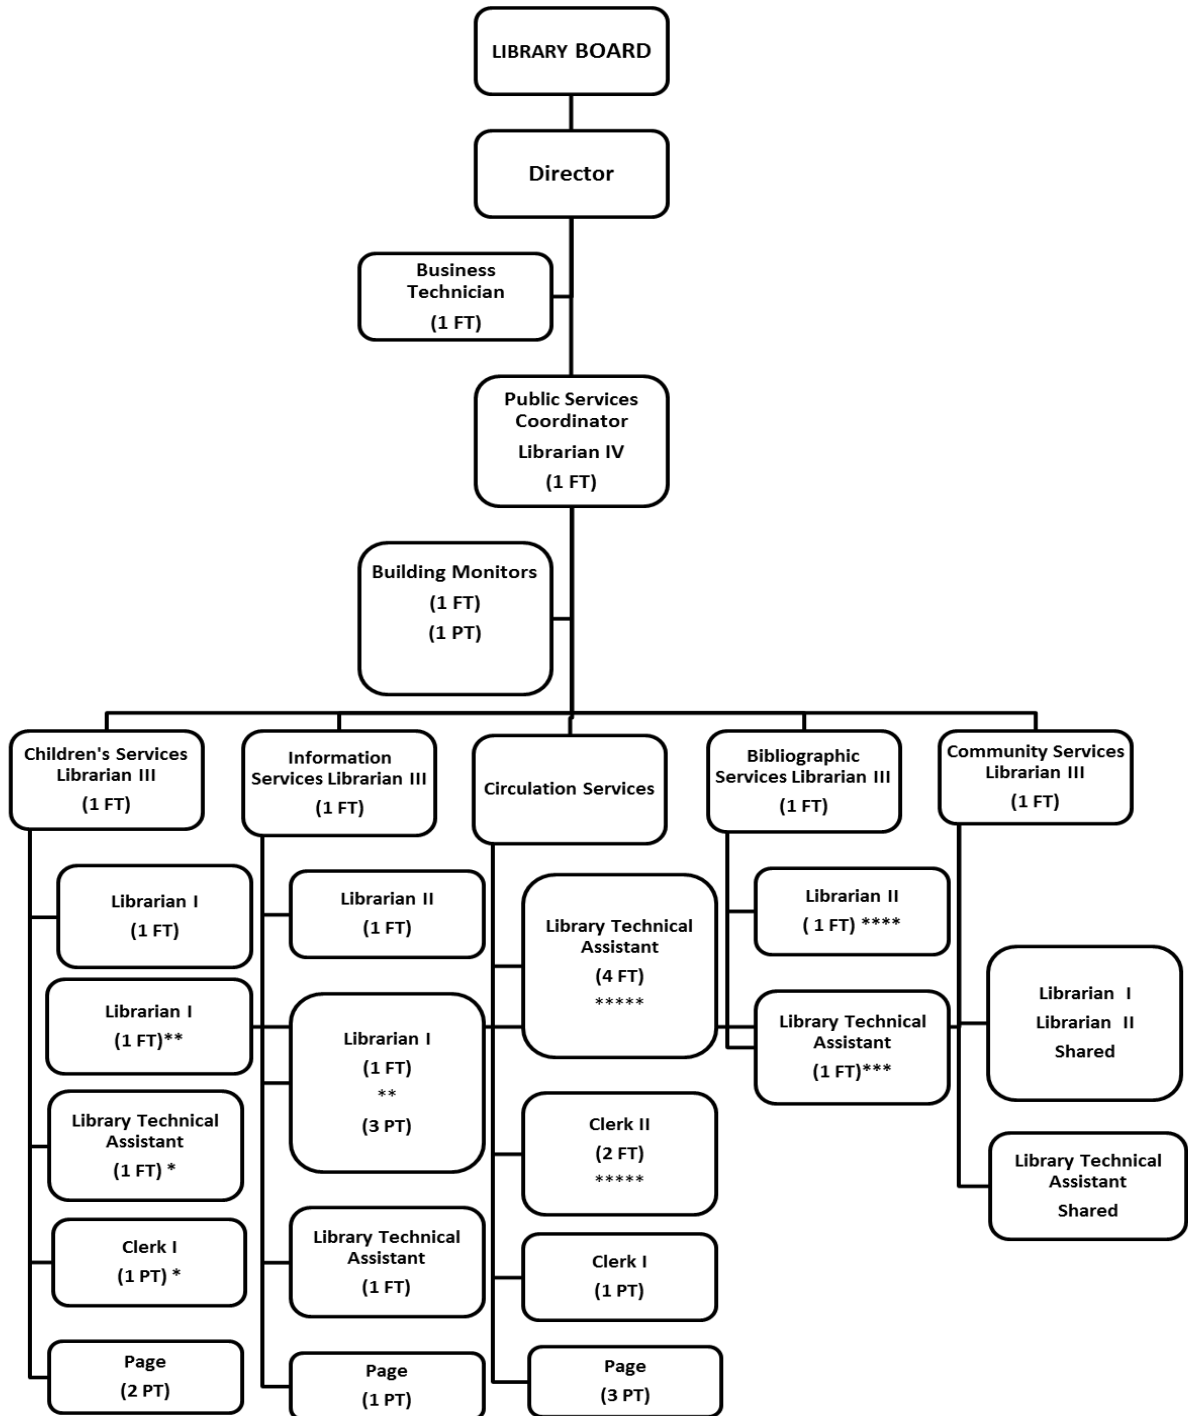 LIBRARY BOARD
Director
Business
Technician
(1 FT)
Public Services
Coordinator
Librarian IV
(1 FT)
Building Monitors
(1 FT)
(1 PT)
Children's Services
Librarian III
(1 FT)
Librarian I
(1 FT)
Librarian I
(1 FT)**
Library Technical
Assistant
(1 FT) *
Clerk I
(1 PT) *
Page
(2 PT)
Information
Services Librarian III
(1 FT)
Librarian II
(1 FT)
Librarian I
(1 FT)
**
(3 PT)
Library Technical
Assistant
(1 FT)
Page
(1 PT)
Circulation Services
Library Technical
Assistant
(4 FT)
*****
Clerk II
(2 FT)
*****
Clerk I
(1 PT)
Page
(3 PT)
Bibliographic
Services Librarian III
(1 FT)
Librarian II
( 1 FT) ****
Library Technical
Assistant
(1 FT)***
Community Services
Librarian III
(1 FT)
Librarian I
Librarian II
Shared
Library Technical
Assistant
Shared